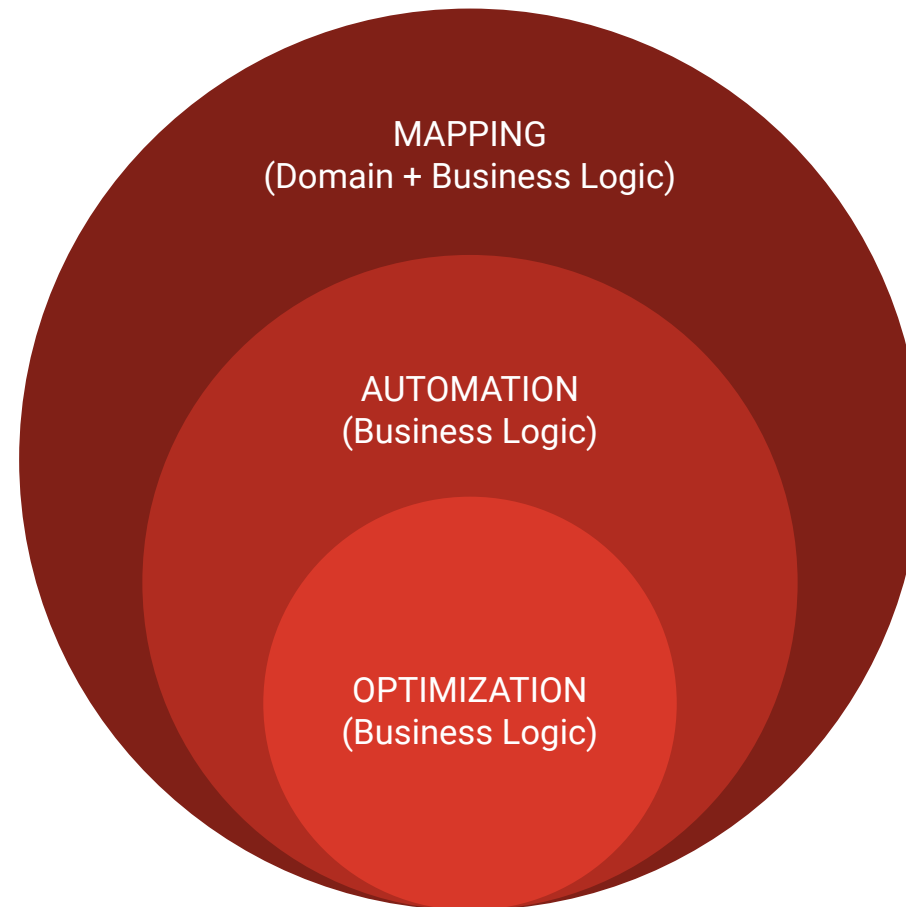 MAPPING
(Domain + Business Logic)
AUTOMATION
(Business Logic)
OPTIMIZATION
(Business Logic)